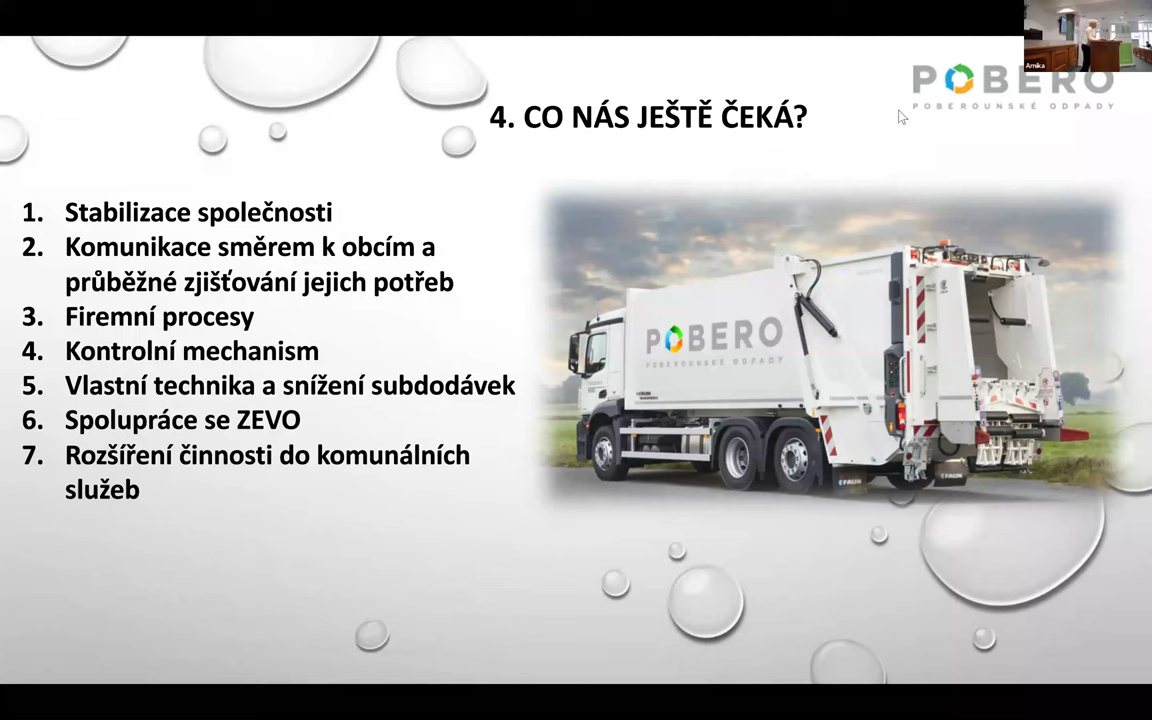 Arnika
POBERO
POBEROUNSKÉ ODPADY
4. CO NÁS JEŠTĚ ČEKÁ?
1. Stabilizace společnosti
2. Komunikace směrem k obcím a
průběžné zjišťování jejich potřeb
3. Firemní procesy
4. Kontrolní mechanism
5. Vlastní technika a snížení subdodávek
6. Spolupráce se ZEVO
7. Rozšíření činnosti do komunálních
služeb
POBERO
POBEROUNSKÉ ODPADY
FAUN
FAUN